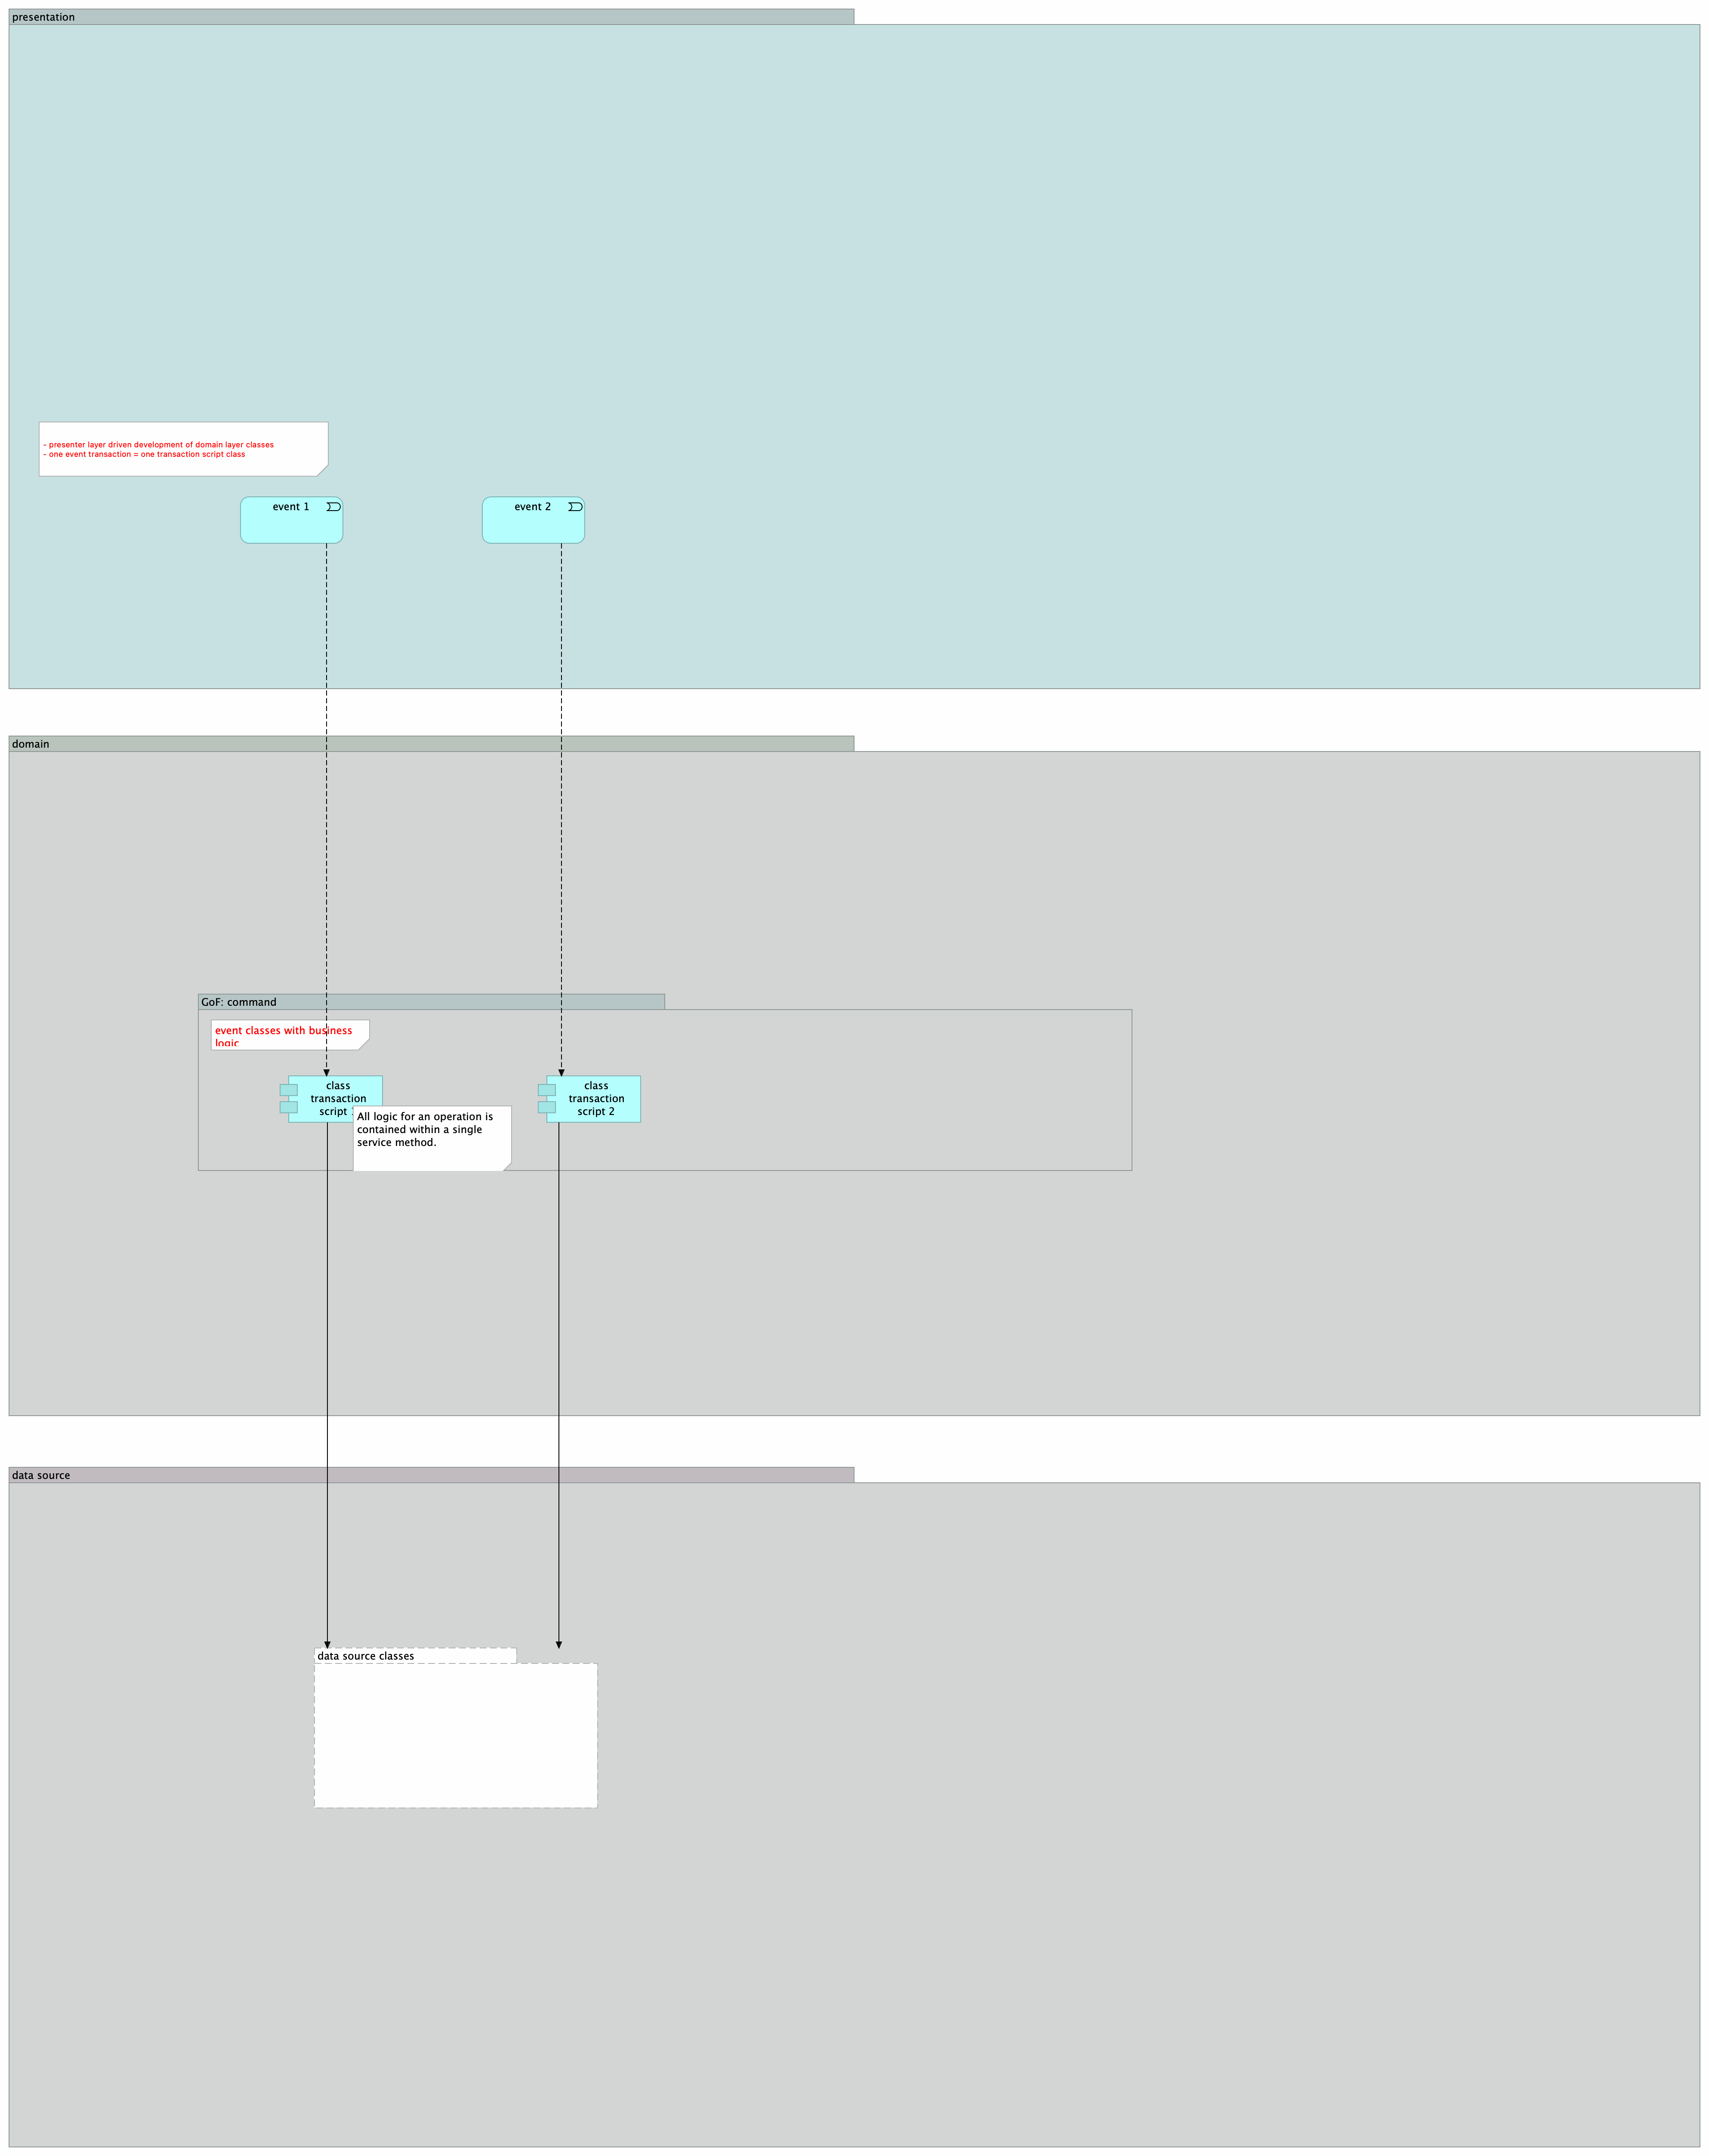 presentation
- presenter layer driven development of domain layer classes
- one event transaction = one transaction script class
event 1
event 2
domain
GoF: command
event classes with business
logic
class
transaction
script
class
transaction
script 2
All logic for an operation is
contained within a single
service method.
data source
data source classes